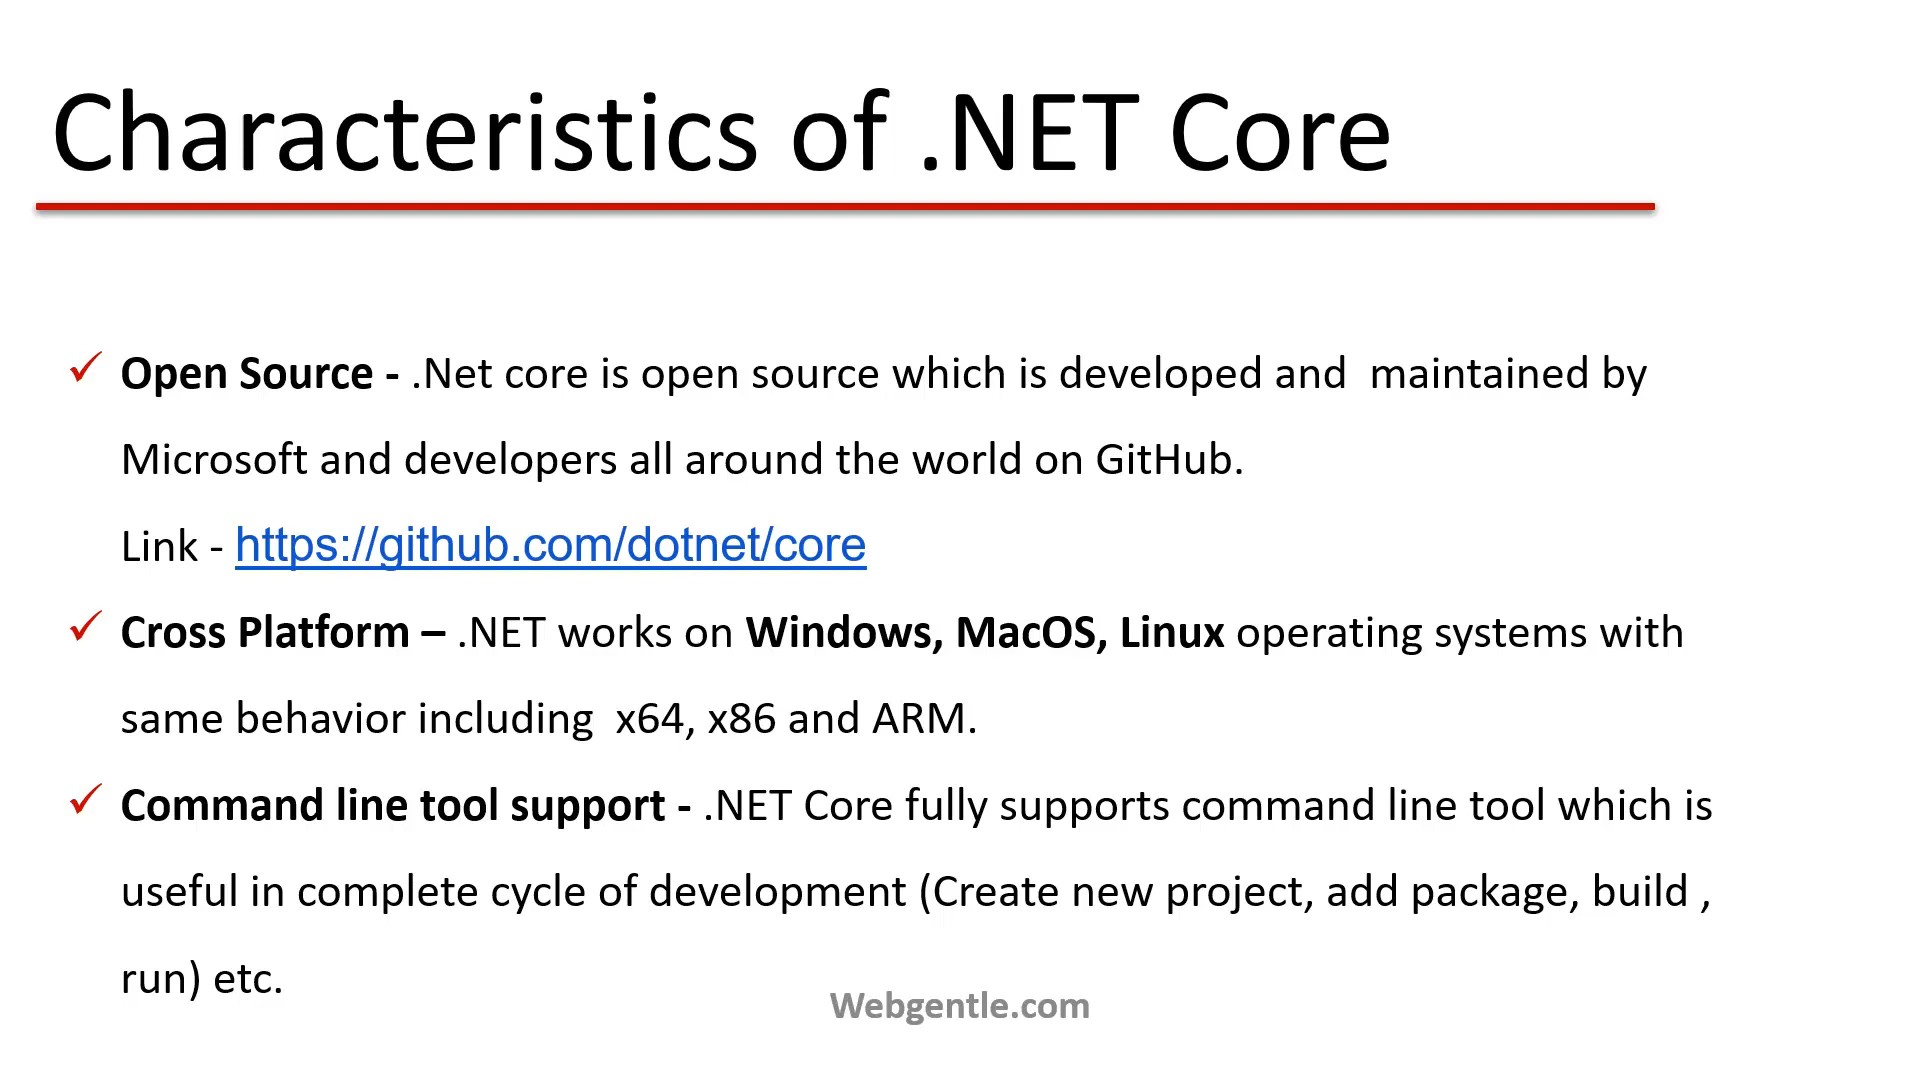 Characteristics of .NET Core
✓ Open Source - .Net core is open source which is developed and  maintained by
Microsoft and developers all around the world on GitHub.
Link - https://github.com/dotnet/core
✓ Cross Platform – .NET works on Windows, MacOS, Linux operating systems with
same behavior including  x64, x86 and ARM.
✓ Command line tool support - .NET Core fully supports command line tool which is
useful in complete cycle of development (Create new project, add package, build ,
run) etc.
Webgentle.com